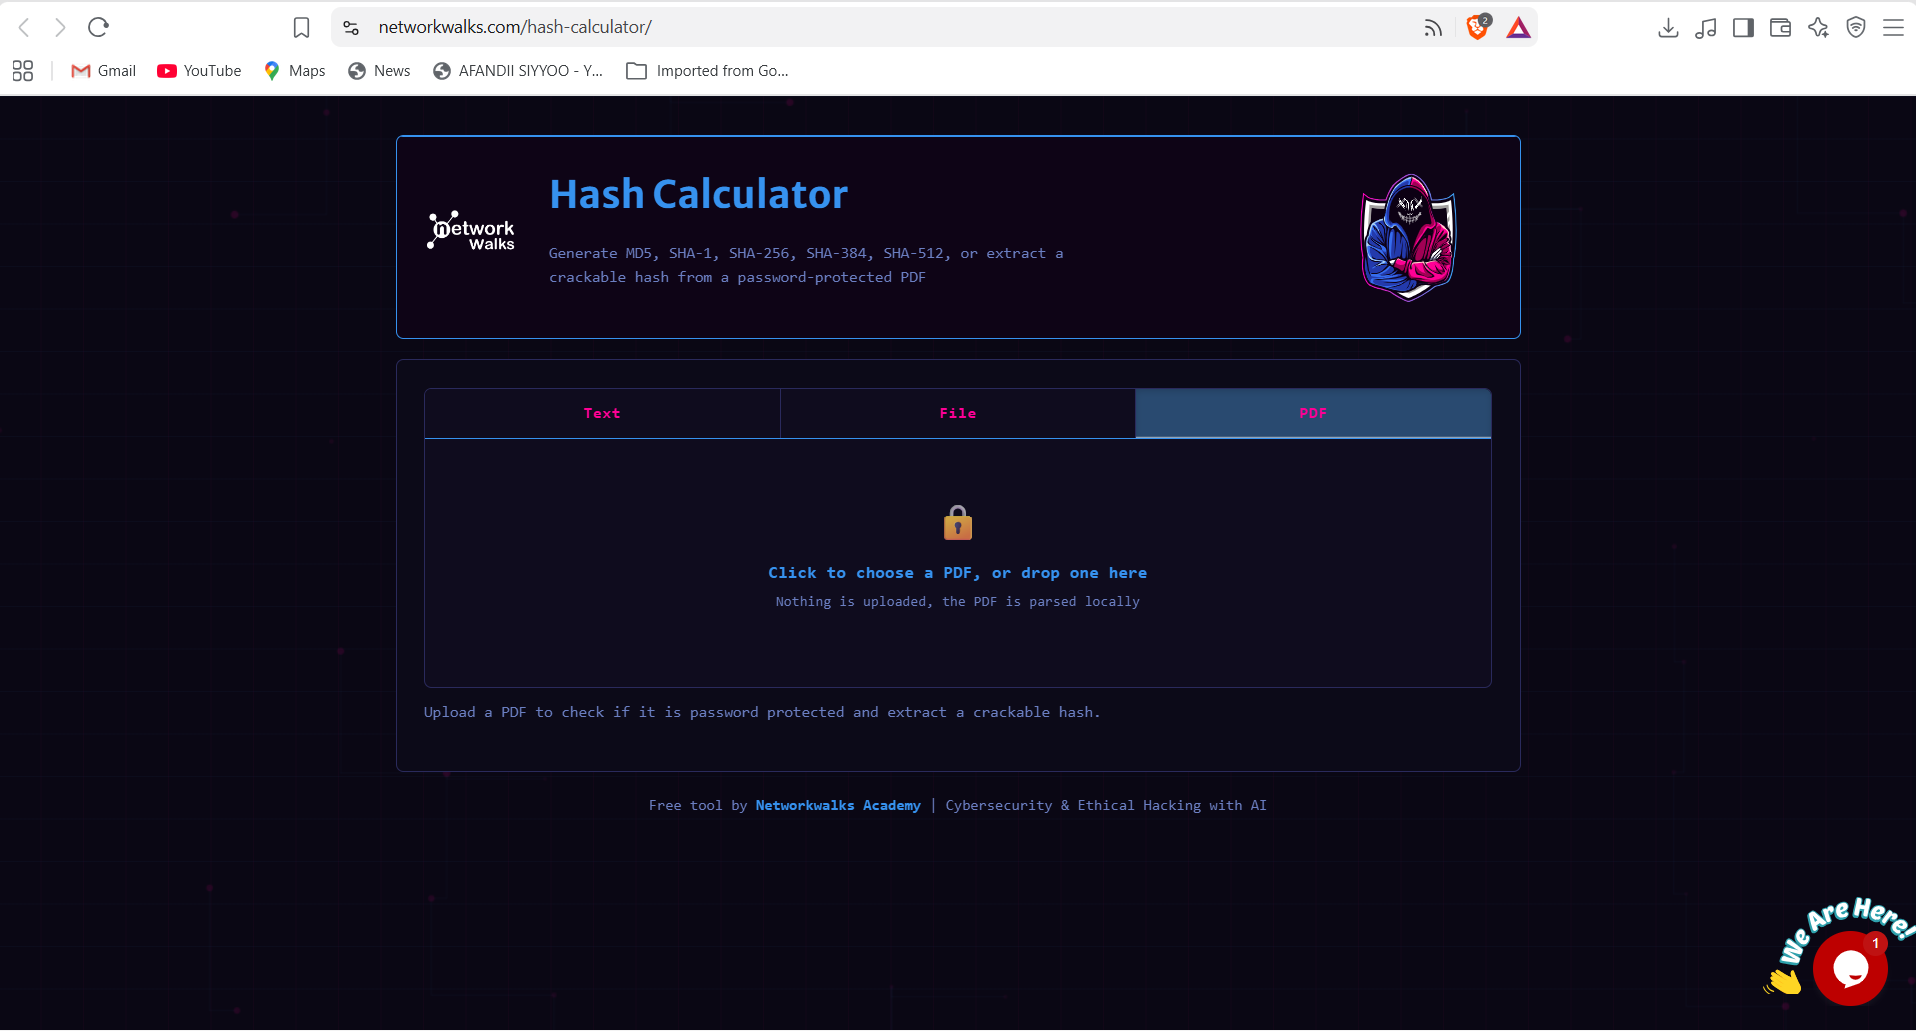 networkwalks.com/hash-calculator/
2
Gmail
YouTube
Maps
News
AFANDII SIYYOO - Y...
Imported from Go...
network
Walks
Hash Calculator
Generate MD5, SHA-1, SHA-256, SHA-384, SHA-512, or extract a
crackable hash from a password-protected PDF
Text
File
PDF
Click to choose a PDF, or drop one here
Nothing is uploaded, the PDF is parsed locally
Upload a PDF to check if it is password protected and extract a crackable hash.
Free tool by Networkwalks Academy | Cybersecurity & Ethical Hacking with AI
We Are Here!
1